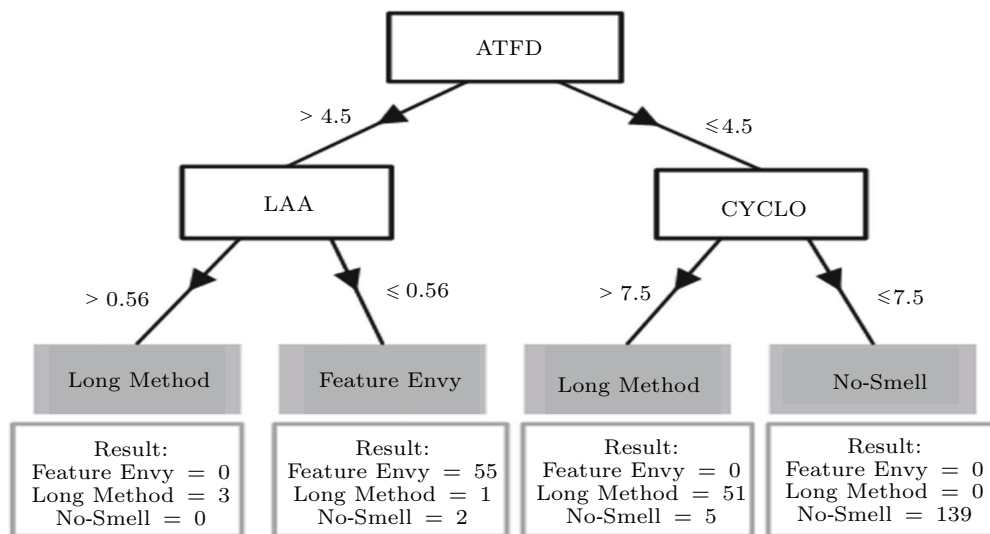 ATFD
> 4.5
⩽4.5
LAA
CYCLO
> 0.56
⩽ 0.56
> 7.5
⩽7.5
Long Method
Feature Envy
Long Method
No-Smell
Result:
Feature Envy = 0
Long Method = 3
No-Smell = 0
Result:
Feature Envy = 55
Long Method = 1
No-Smell = 2
Result:
Feature Envy = 0
Long Method = 51
No-Smell = 5
Result:
Feature Envy = 0
Long Method = 0
No-Smell = 139